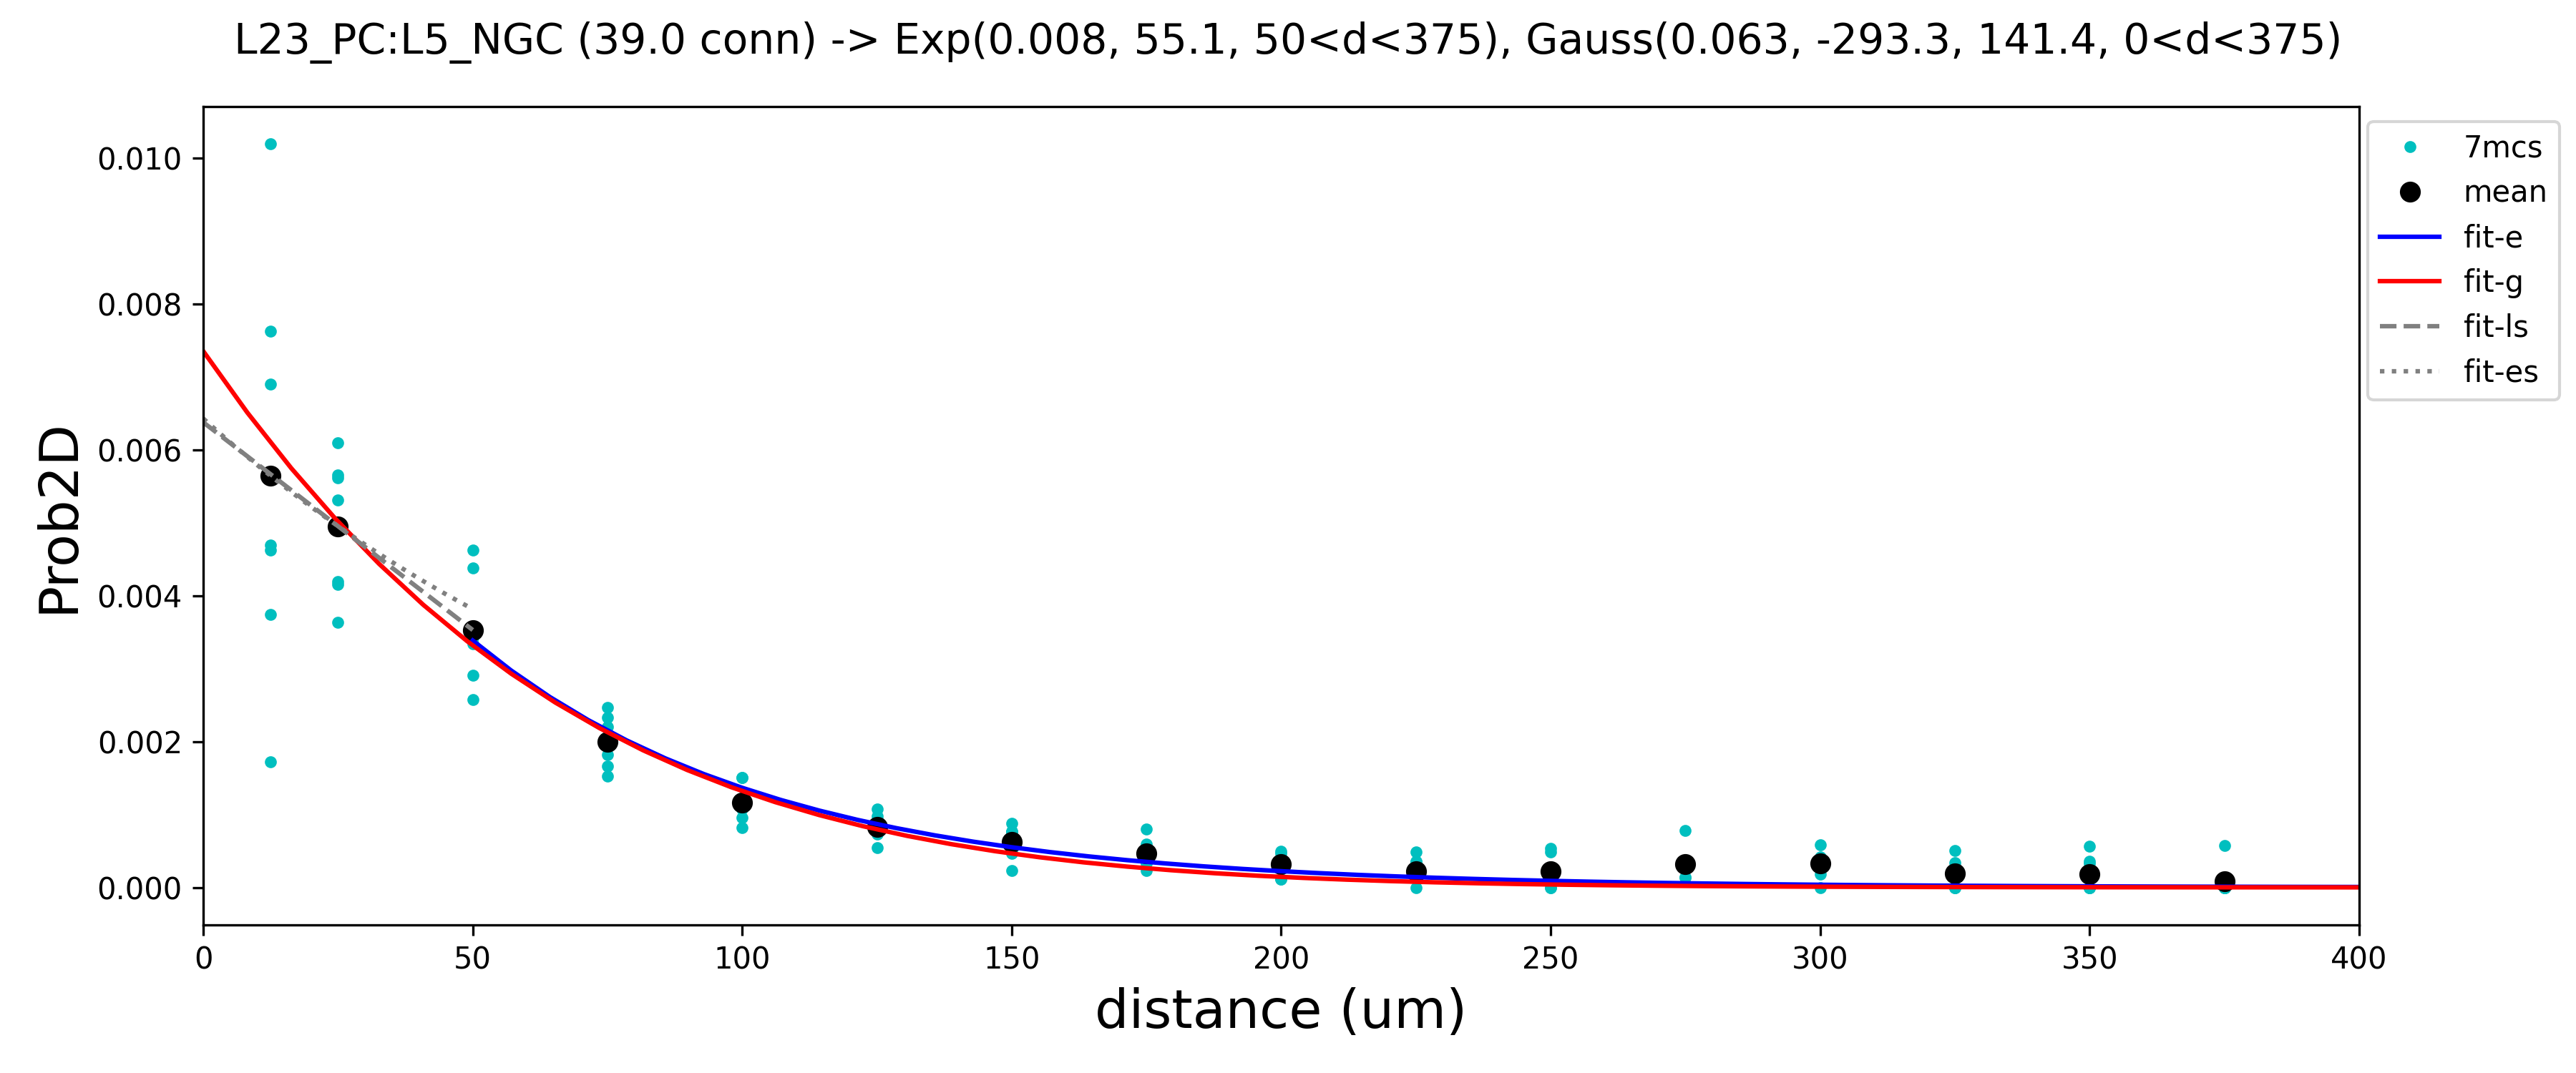 L23_PC:L5_NGC (39.0 conn) -> Exp(0.008, 55.1, 50<d<375), Gauss(0.063, -293.3, 141.4, 0<d<375)
0.010
0.008
0.006
0.004
0.002
0.000
Prob2D
0 50 100 150 200 250 300 350 400
distance (um)
7mcs
mean
fit-e
fit-g
fit-ls
fit-es